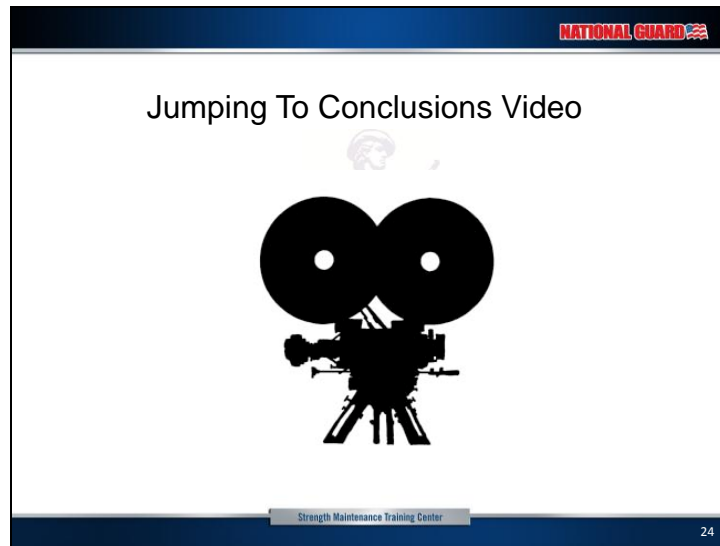 NATIONAL GUARD
Jumping To Conclusions Video
Strength Maintenance Training Center
24